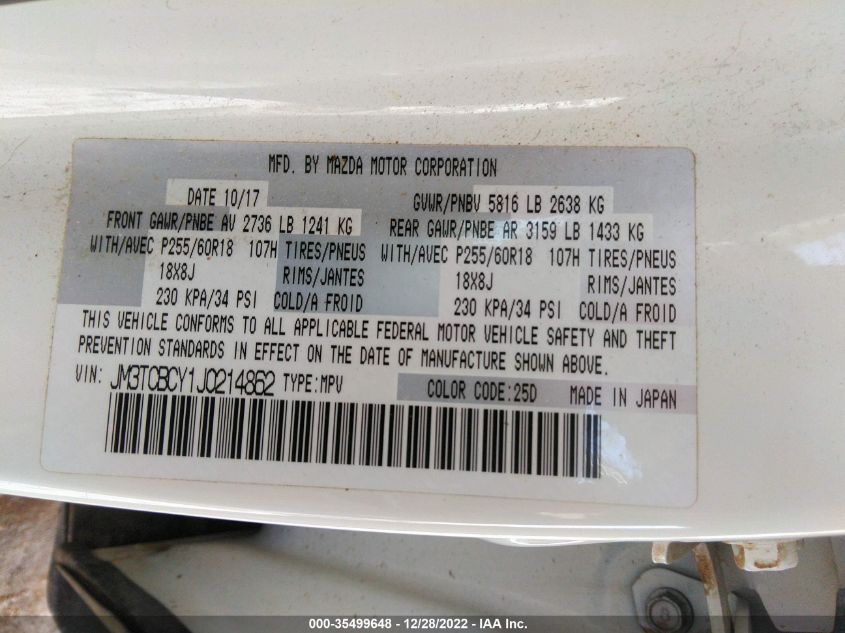 MFD. BY MAZDA MOTOR CORPORATION
DATE 10/17 GVWR/PNBV 5816 LB 2638 KG
FRONT GAWR/PNBE AV 2736 LB 1241 KG REAR GAWR/PNBE AR 3159 LB 1433 KG
WITH/AVEC P255/60R18 107H TIRES/PNEUS WITH/AVEC P255/60R18 107H TIRES/PNEUS
18X8J RIMS/JANTES 18X8J RIMS/JANTES
230 KPA/34 PSI COLD/A FROID 230 KPA/34 PSI COLD/A FROID
THIS VEHICLE CONFORMS TO ALL APPLICABLE FEDERAL MOTOR VEHICLE SAFETY AND THEFT
PREVENTION STANDARDS IN EFFECT ON THE DATE OF MANUFACTURE SHOWN ABOVE.
VIN: JM3TCBCY1J0214862 TYPE:MPV COLOR CODE:25D MADE IN JAPAN
000-35499648 - 12/28/2022 - IAA Inc.